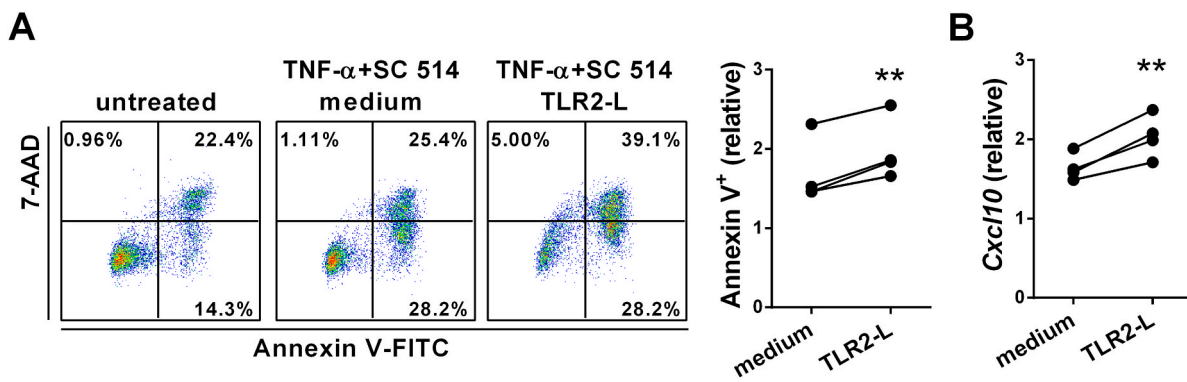 A
untreated
TNF-α+SC 514
medium
TNF-α+SC 514
TLR2-L
7-AAD
0.96%
22.4%
14.3%
1.11%
25.4%
28.2%
5.00%
39.1%
28.2%
Annexin V-FITC
Annexin V⁺ (relative)
3
2
1
0
**
medium
TLR2-L
B
Cxcl10 (relative)
3
2
1
0
**
medium
TLR2-L